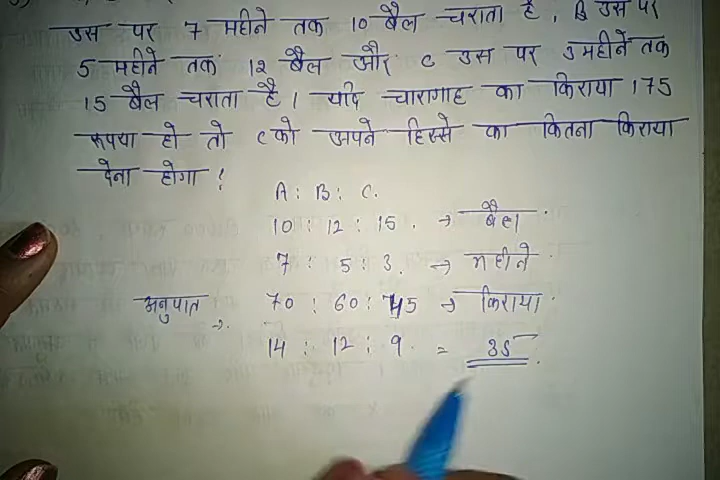 उस पर 7 महीने तक 10 बैल चराता है, B उस पर
5 महीने तक 12 बैल और C उस पर 3 महीने तक
15 बैल चराता है। यदि चारागाह का किराया 175
रूपया हो तो C को अपने हिस्से का कितना किराया
देना होगा ?
A : B : C.
10 : 12 : 15. → बैल.
7 : 5 : 3. → महीने
अनुपात → 70 : 60 : 45 → किराया.
14 : 12 : 9. = 35